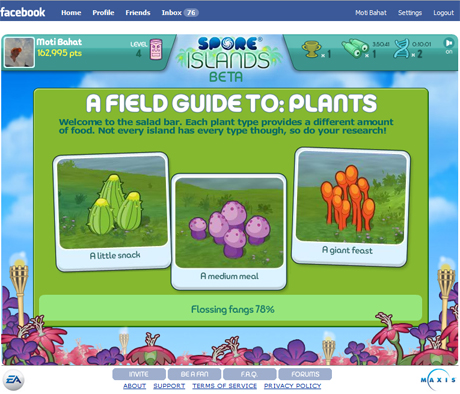 facebook Home Profile Friends Inbox 76 Moti Bahat Settings Logout
Moti Bahat
162,995 pts
LEVEL
4
SPORE
ISLANDS
BETA
x 1
3:50:41
x 1
0:10:01
x 2
on
A FIELD GUIDE TO: PLANTS
Welcome to the salad bar. Each plant type provides a different amount
of food. Not every island has every type though, so do your research!
A little snack
A medium meal
A giant feast
Flossing fangs 78%
INVITE BE A FAN F.A.Q. FORUMS
ABOUT SUPPORT TERMS OF SERVICE PRIVACY POLICY
EA
MAXIS